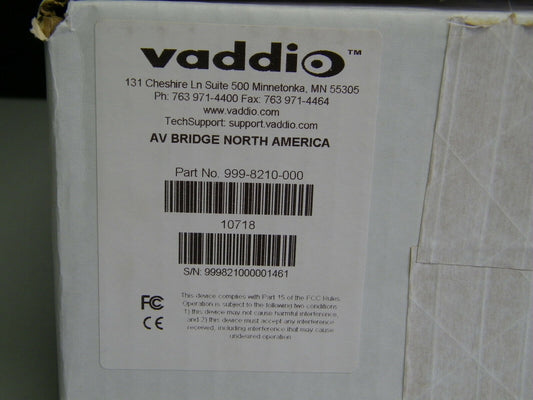 vaddio™
131 Cheshire Ln Suite 500 Minnetonka, MN 55305
Ph: 763 971-4400 Fax: 763 971-4464
www.vaddio.com
TechSupport: support.vaddio.com
AV BRIDGE NORTH AMERICA
Part No. 999-8210-000
10718
S/N: 999821000001461
FC
CE
This device complies with Part 15 of the FCC Rules.
Operation is subject to the following two conditions
1) this device may not cause harmful interference,
and 2) this device must accept any interference
received, including interference that may cause
undesired operation